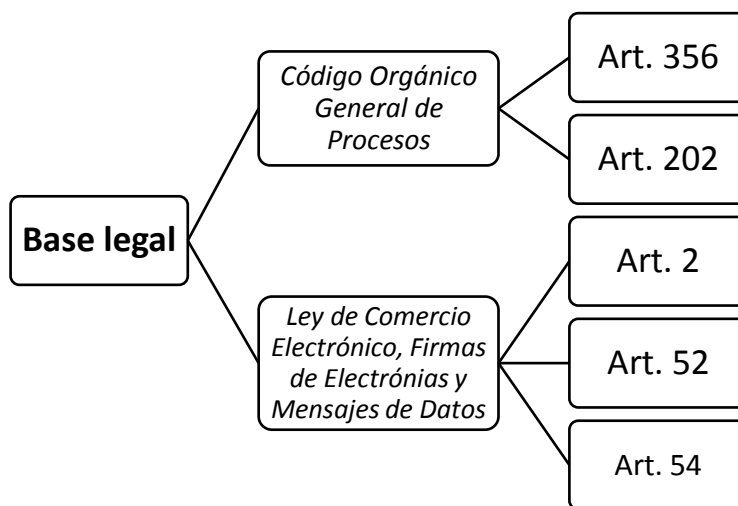 Base legal
Código Orgánico
General de
Procesos
Art. 356
Art. 202
Ley de Comercio
Electrónico, Firmas
de Electrónias y
Mensajes de Datos
Art. 2
Art. 52
Art. 54